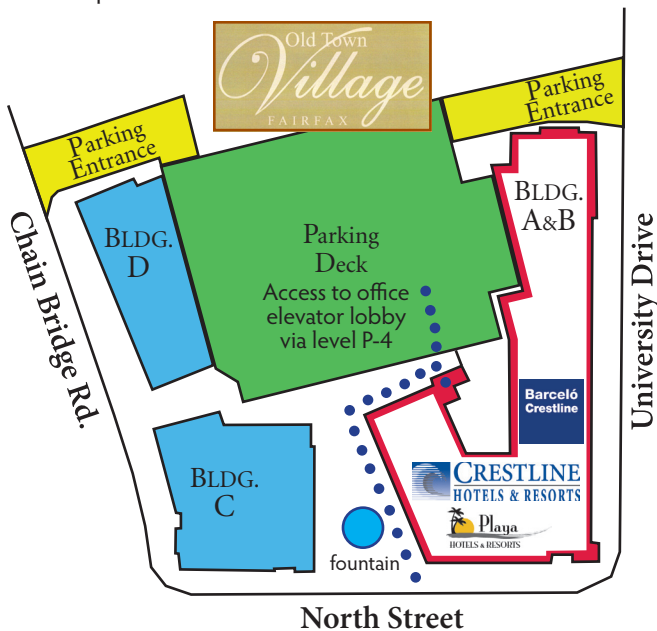 Old Town
Village
FAIRFAX
Parking
Entrance
Parking
Entrance
BLDG.
A&B
BLDG.
D
Parking
Deck
Access to office
elevator lobby
via level P-4
Chain Bridge Rd.
University Drive
Barceló
Crestline
BLDG.
C
CRESTLINE
HOTELS & RESORTS
Playa
HOTELS & RESORTS
fountain
North Street